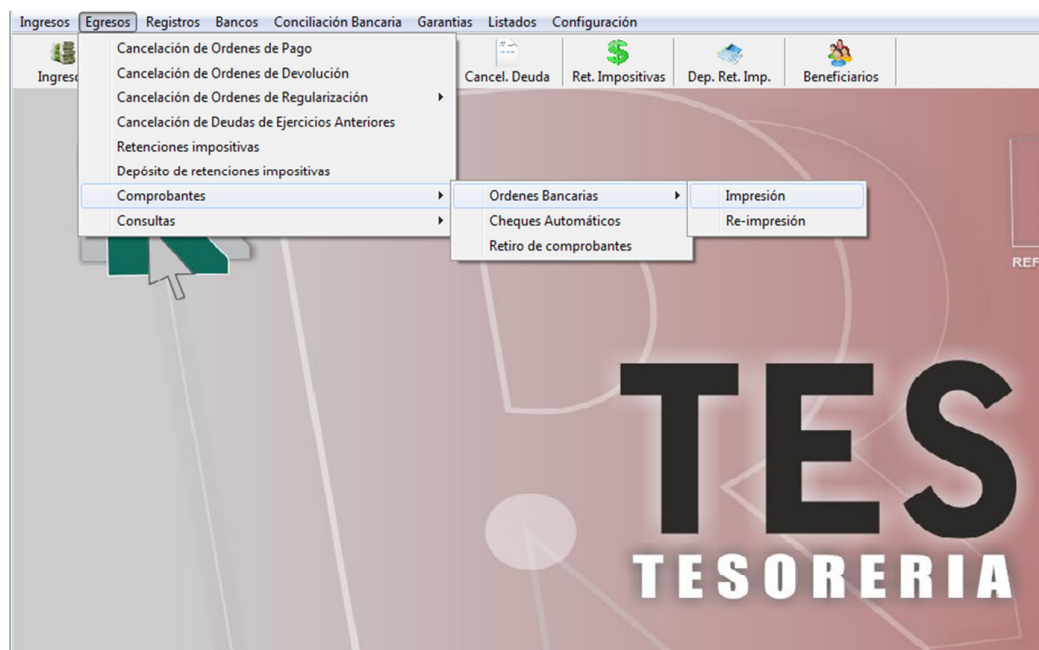 Ingresos Egresos Registros Bancos Conciliación Bancaria Garantias Listados Configuración
Cancelación de Ordenes de Pago
Cancelación de Ordenes de Devolución
Cancelación de Ordenes de Regularización
Cancelación de Deudas de Ejercicios Anteriores
Retenciones impositivas
Depósito de retenciones impositivas
Comprobantes
Consultas
Cancel. Deuda Ret. Impositivas Dep. Ret. Imp. Beneficiarios
Ordenes Bancarias
Cheques Automáticos
Retiro de comprobantes
Impresión
Re-impresión
REF
TES
TESORERIA